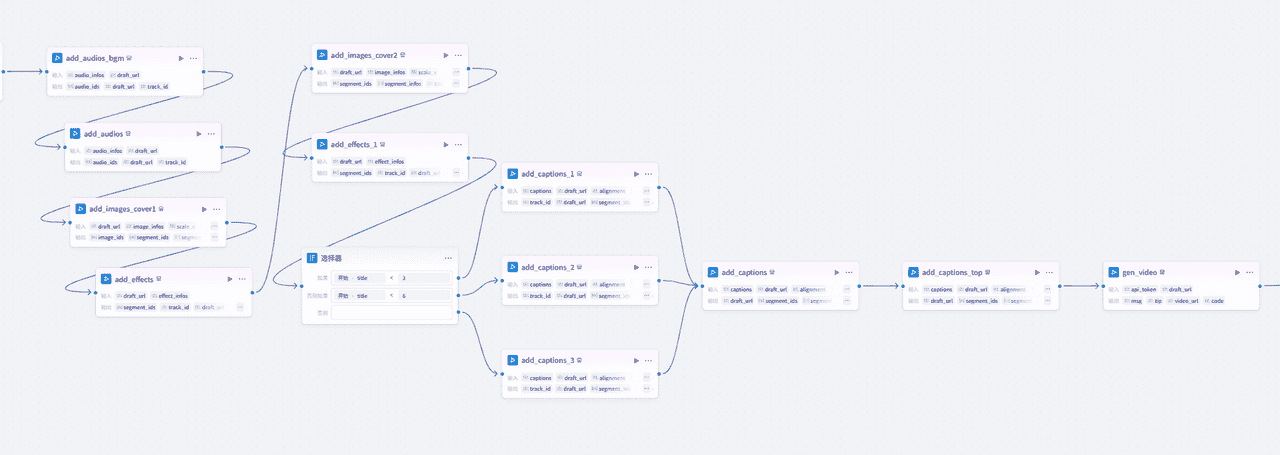 add_audios_bgm
输入 audio_infos draft_url
输出 audio_ids draft_url track_id
add_audios
输入 audio_infos draft_url
输出 audio_ids draft_url track_id
add_images_cover1
输入 draft_url image_infos scale_x
输出 image_ids segment_ids
add_effects
输入 draft_url effect_infos
输出 segment_ids track_id draft_url
add_images_cover2
输入 draft_url image_infos scale_x
输出 segment_ids segment_infos
add_effects_1
输入 draft_url effect_infos
输出 segment_ids track_id
选择器
如果 开始 - title < 3
否则如果 开始 - title < 6
否则
add_captions_1
输入 captions draft_url alignment
输出 track_id draft_url segment_ids
add_captions_2
输入 captions draft_url alignment
输出 track_id draft_url segment_ids
add_captions_3
输入 captions draft_url alignment
输出 track_id draft_url segment_ids
add_captions
输入 captions draft_url alignment
输出 draft_url segment_ids segment
add_captions_top
输入 captions draft_url alignment
输出 draft_url segment_ids segment
gen_video
输入 api_token draft_url
输出 msg tip video_url code